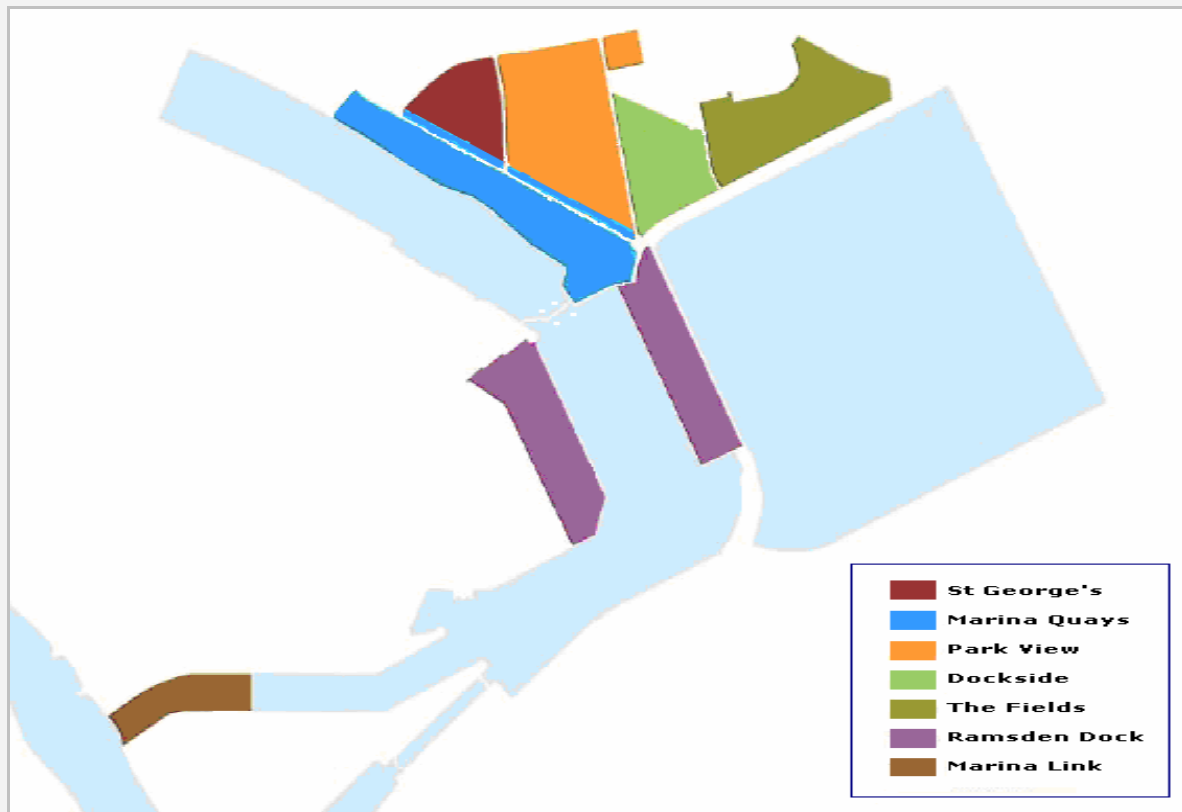 St George's
Marina Quays
Park View
Dockside
The Fields
Ramsden Dock
Marina Link